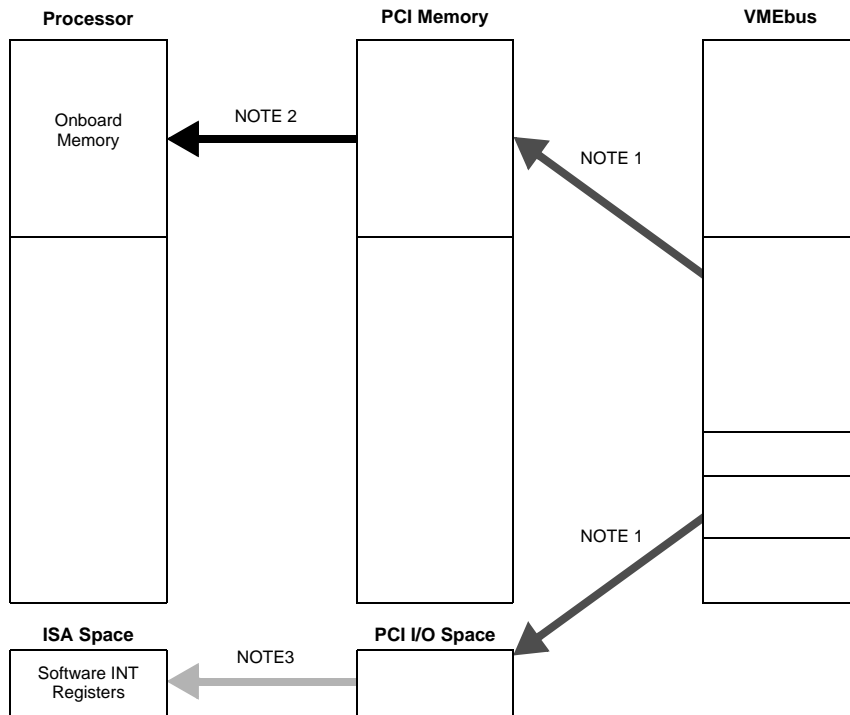 Processor
PCI Memory
VMEbus
Onboard
Memory
NOTE 2
NOTE 1
NOTE 1
ISA Space
PCI I/O Space
Software INT
Registers
NOTE3